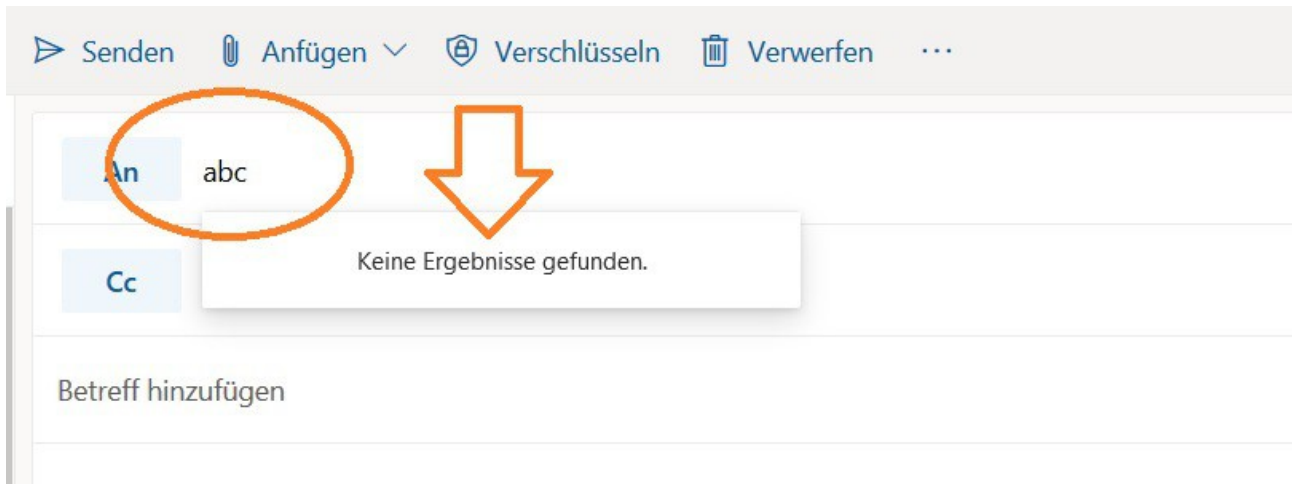 Senden Anfügen Verschlüsseln Verwerfen ...
An abc
Keine Ergebnisse gefunden.
Cc
Betreff hinzufügen